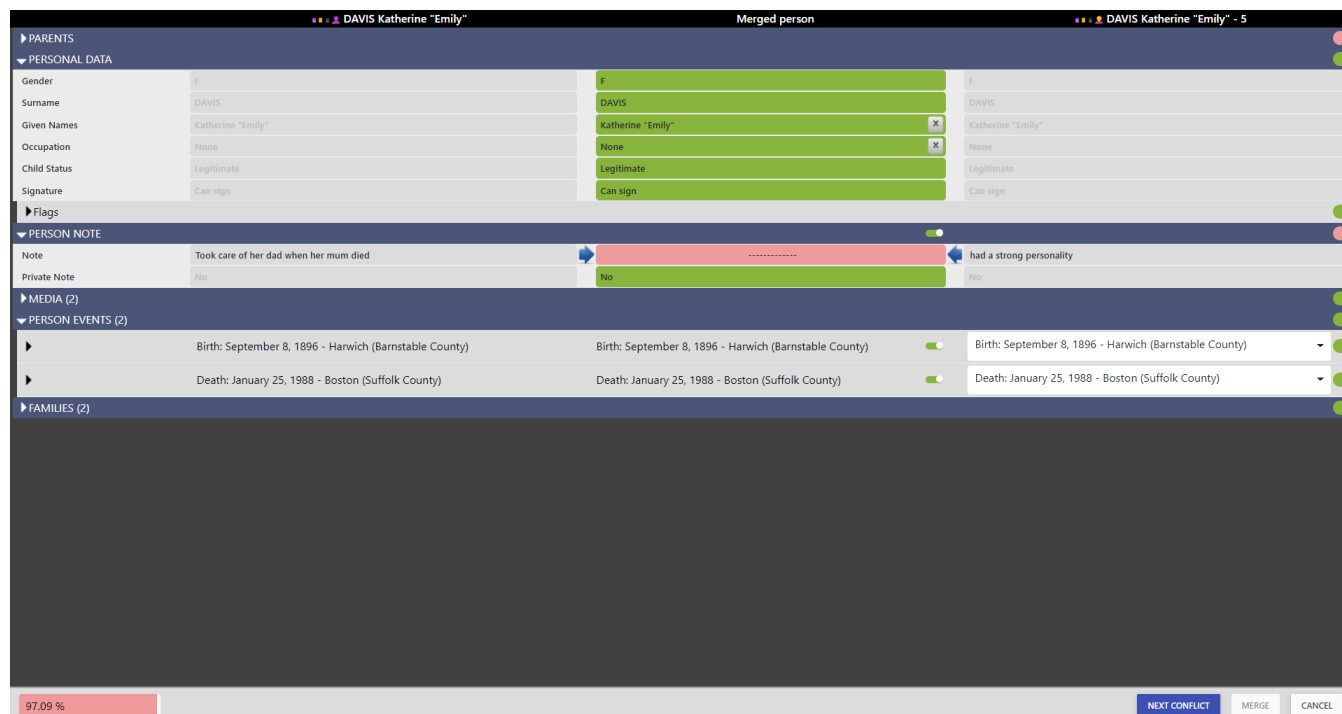 DAVIS Katherine "Emily" Merged person DAVIS Katherine "Emily" - 5
PARENTS
PERSONAL DATA
Gender F F F
Surname DAVIS DAVIS DAVIS
Given Names Katherine "Emily" Katherine "Emily" x Katherine "Emily"
Occupation None None x None
Child Status Legitimate Legitimate Legitimate
Signature Can sign Can sign Can sign
Flags
PERSON NOTE
Note Took care of her dad when her mum died ------------- had a strong personality
Private Note No No No
MEDIA (2)
PERSON EVENTS (2)
Birth: September 8, 1896 - Harwich (Barnstable County) Birth: September 8, 1896 - Harwich (Barnstable County) Birth: September 8, 1896 - Harwich (Barnstable County)
Death: January 25, 1988 - Boston (Suffolk County) Death: January 25, 1988 - Boston (Suffolk County) Death: January 25, 1988 - Boston (Suffolk County)
FAMILIES (2)
97.09 % NEXT CONFLICT MERGE CANCEL